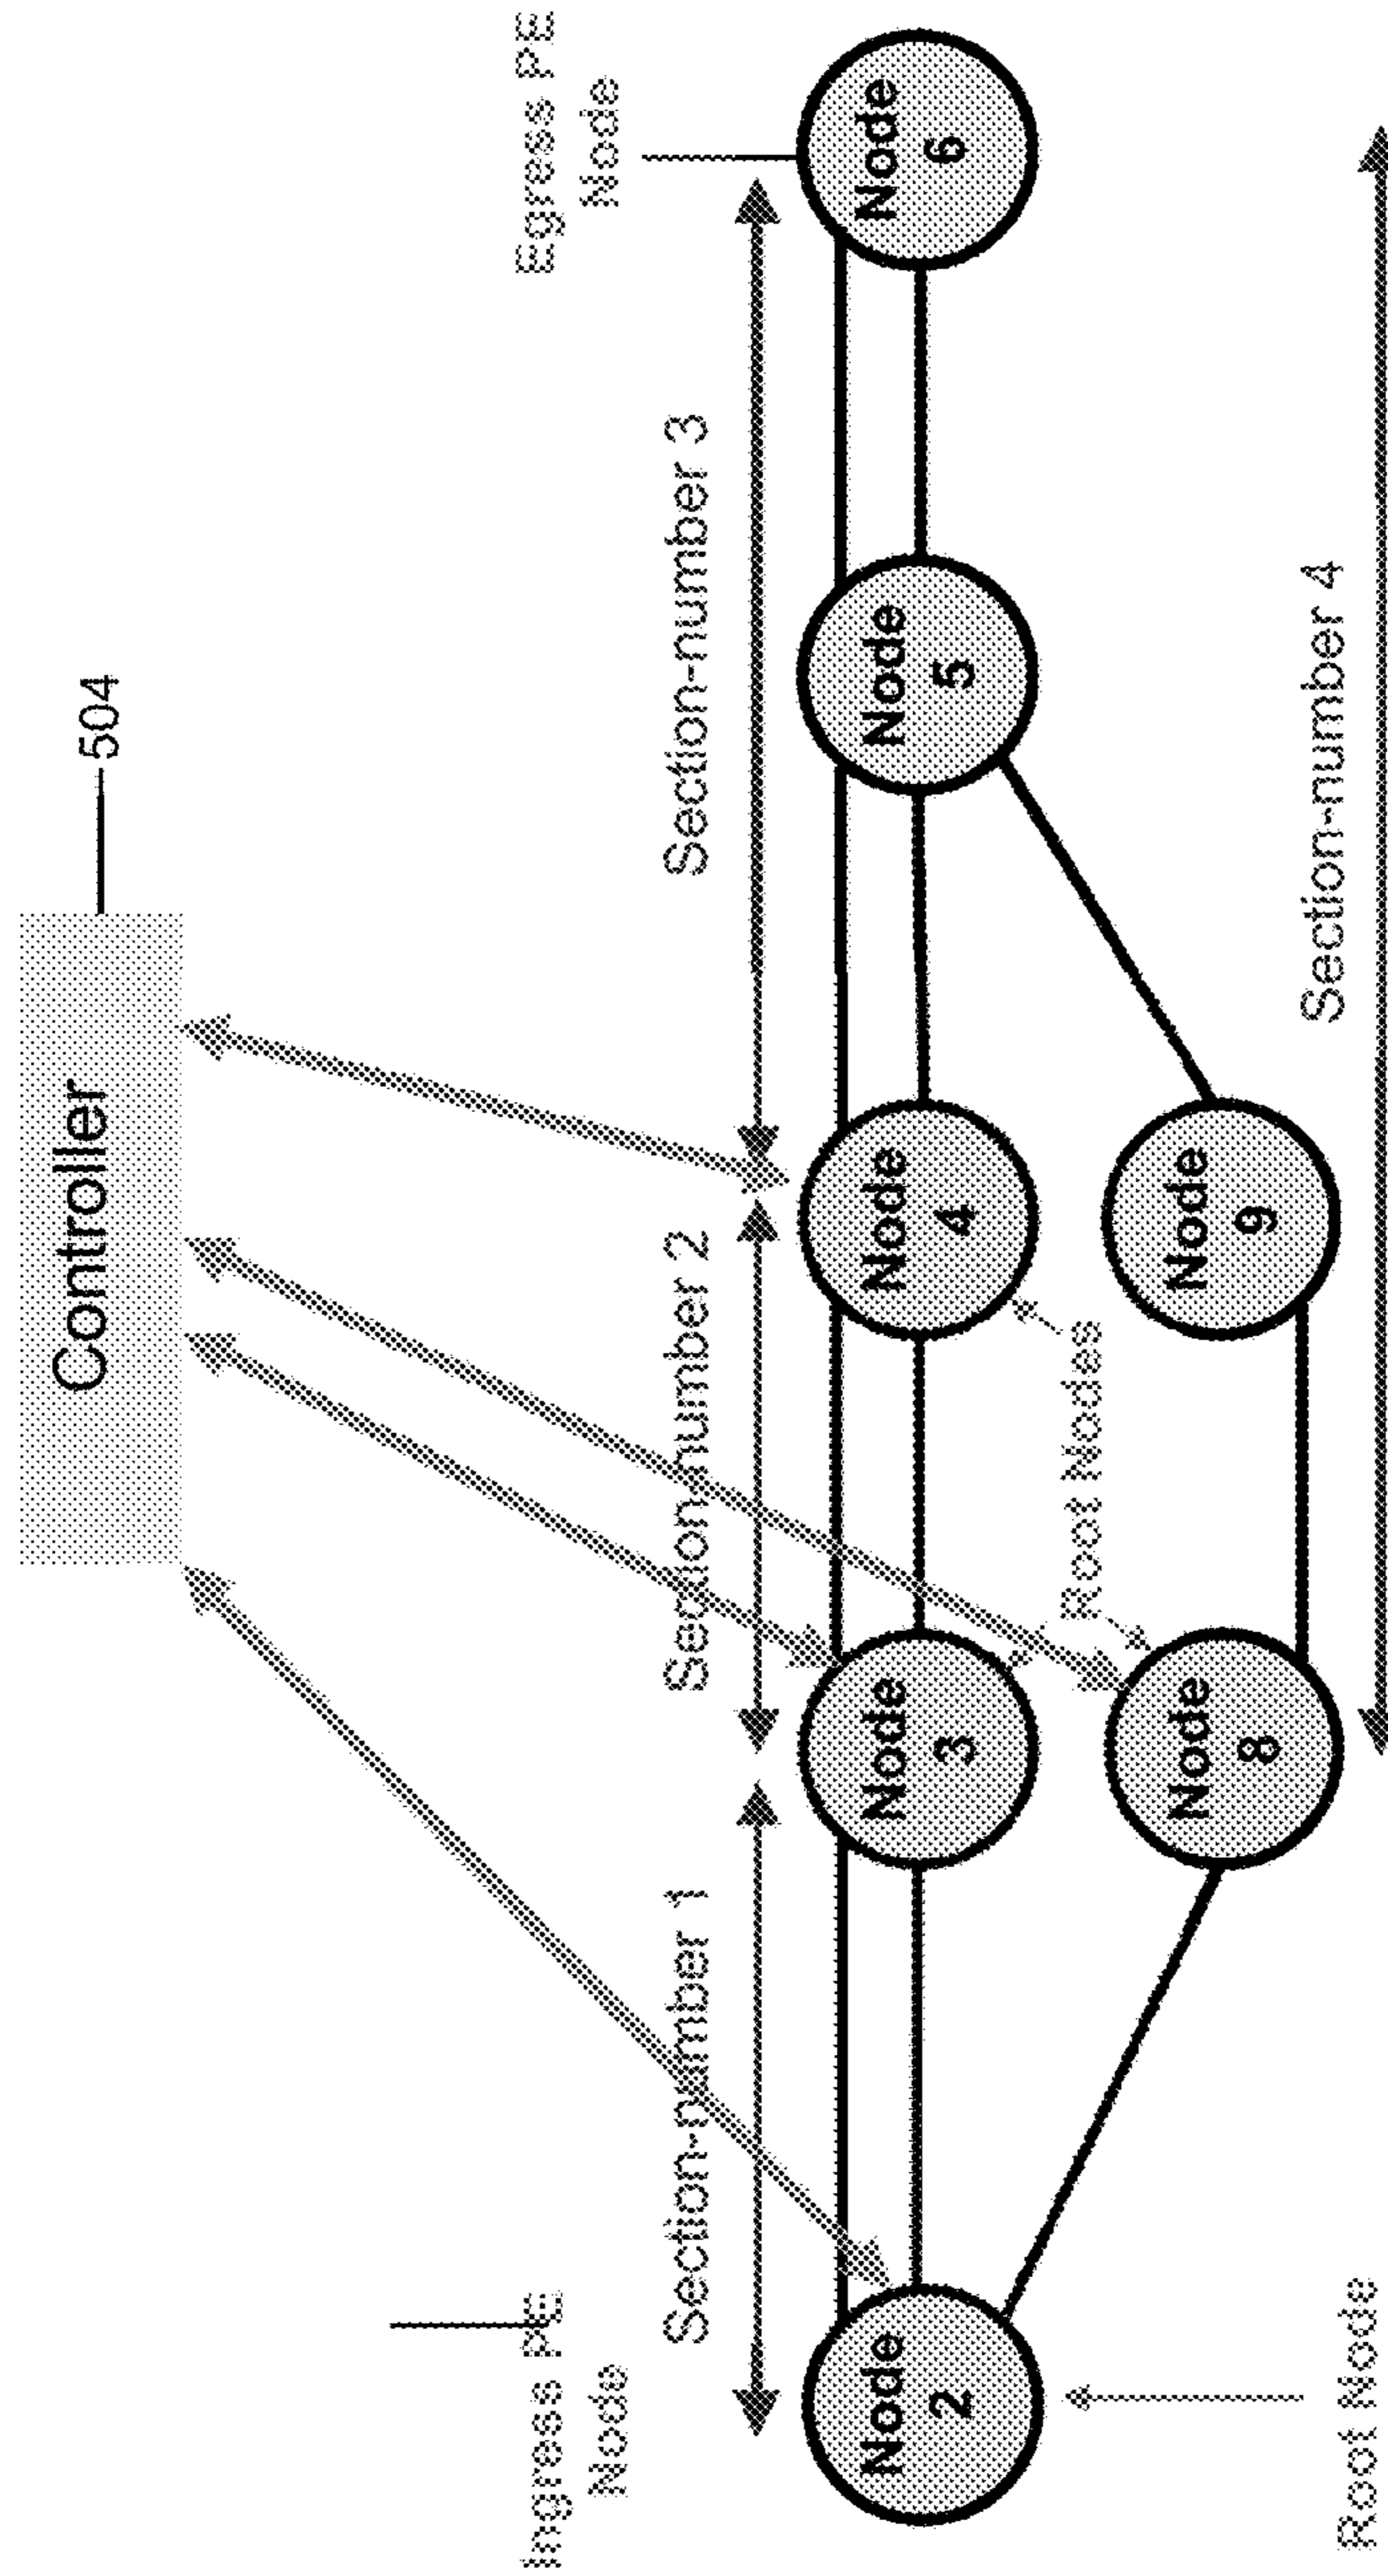 Controller
504
Ingress PE
Node
Egress PE
Node
Section-number 1
Section-number 2
Section-number 3
Node
2
Node
3
Node
4
Node
5
Node
6
Root Nodes
Node
8
Node
9
Root Node
Section-number 4